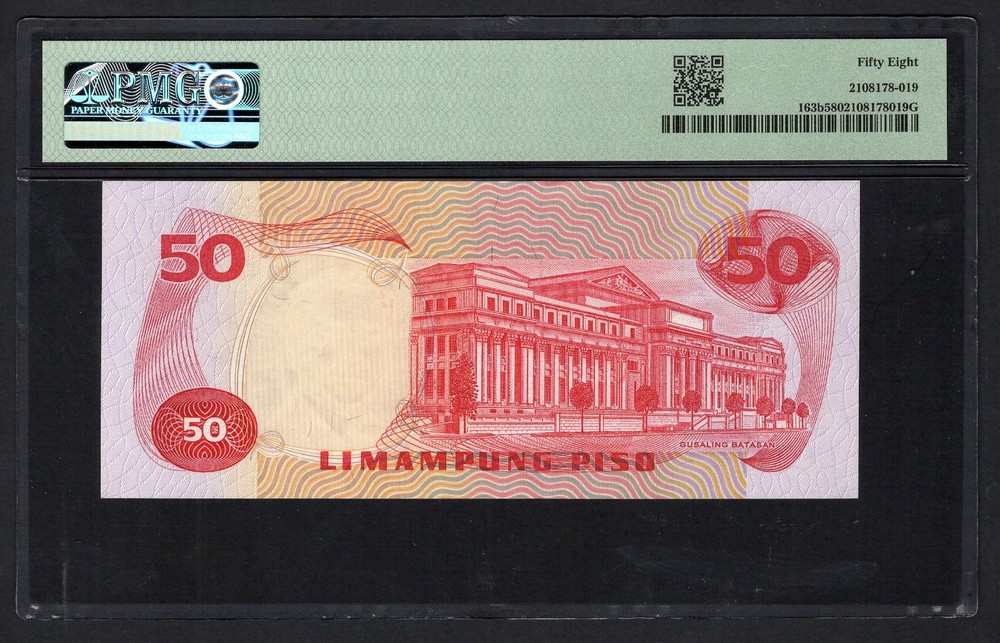 PMG
PAPER MONEY GUARANTY
Fifty Eight
2108178-019
163b5802108178019G
50
50
50
GUSALING BATASAN
LIMAMPUNG PISO